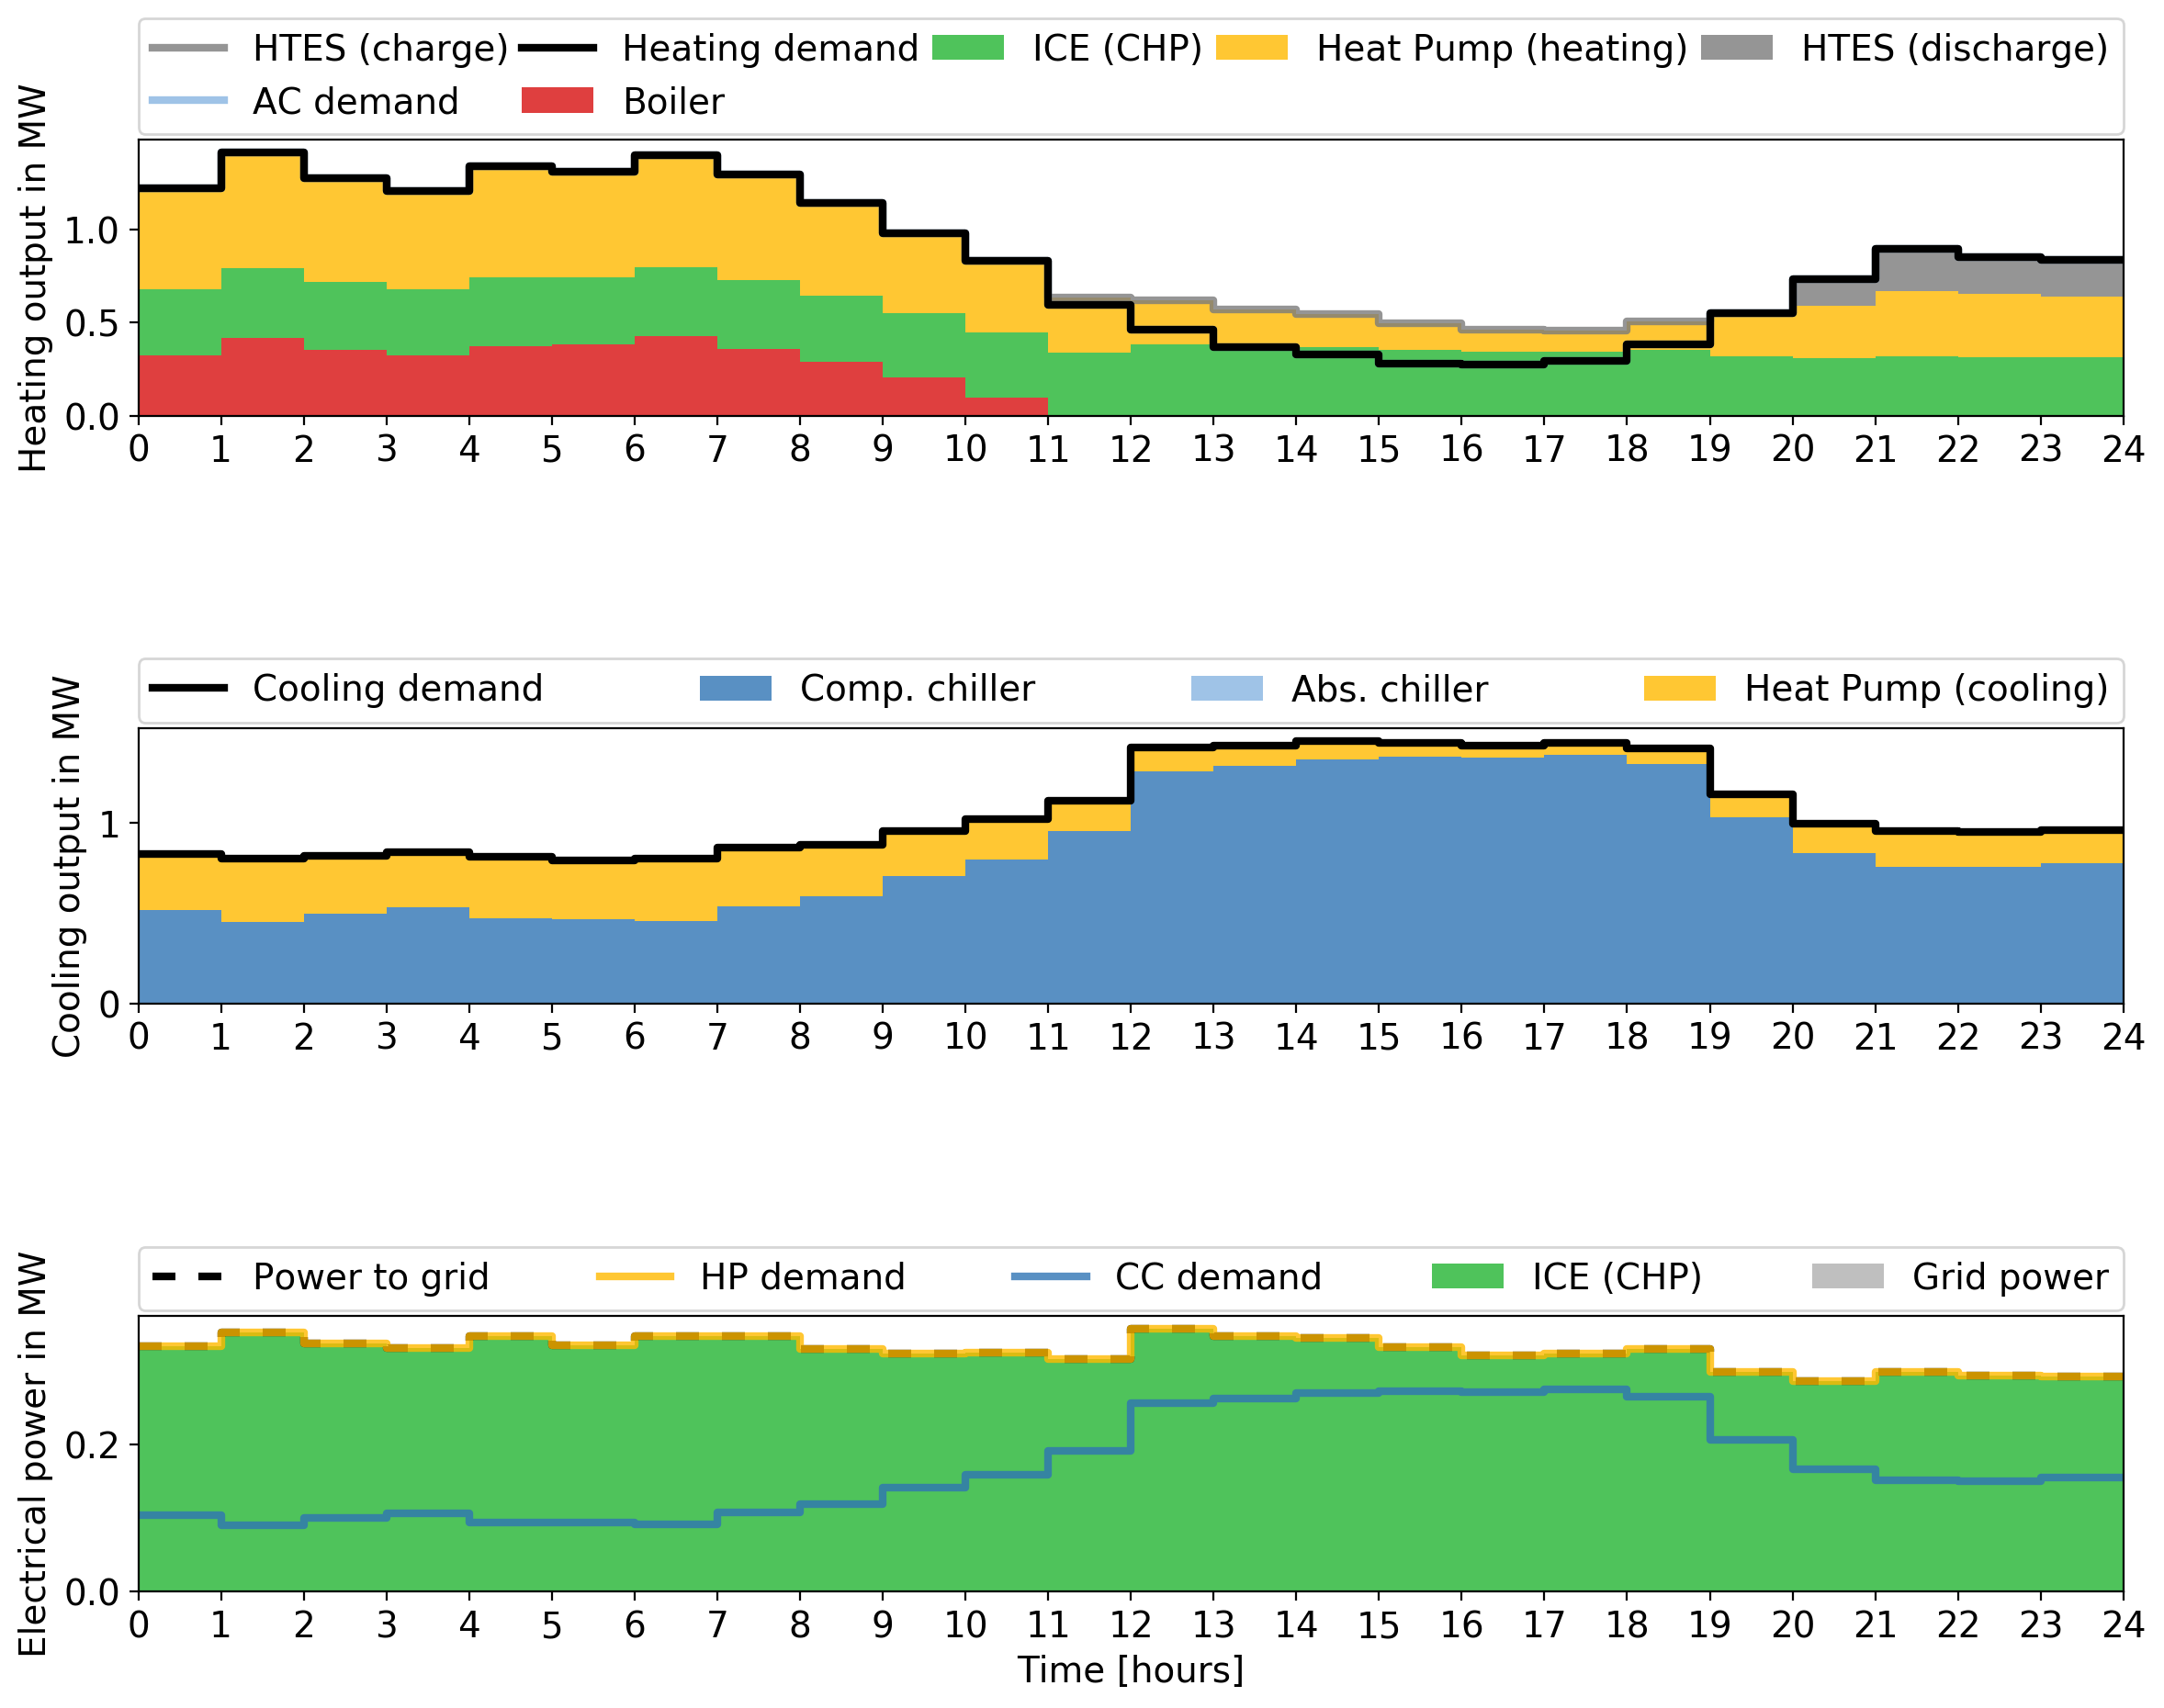 HTES (charge) Heating demand ICE (CHP) Heat Pump (heating) HTES (discharge)
AC demand Boiler
Heating output in MW
1.0
0.5
0.0
0 1 2 3 4 5 6 7 8 9 10 11 12 13 14 15 16 17 18 19 20 21 22 23 24
Cooling demand Comp. chiller Abs. chiller Heat Pump (cooling)
Cooling output in MW
1
0
0 1 2 3 4 5 6 7 8 9 10 11 12 13 14 15 16 17 18 19 20 21 22 23 24
Power to grid HP demand CC demand ICE (CHP) Grid power
Electrical power in MW
0.2
0.0
0 1 2 3 4 5 6 7 8 9 10 11 12 13 14 15 16 17 18 19 20 21 22 23 24
Time [hours]